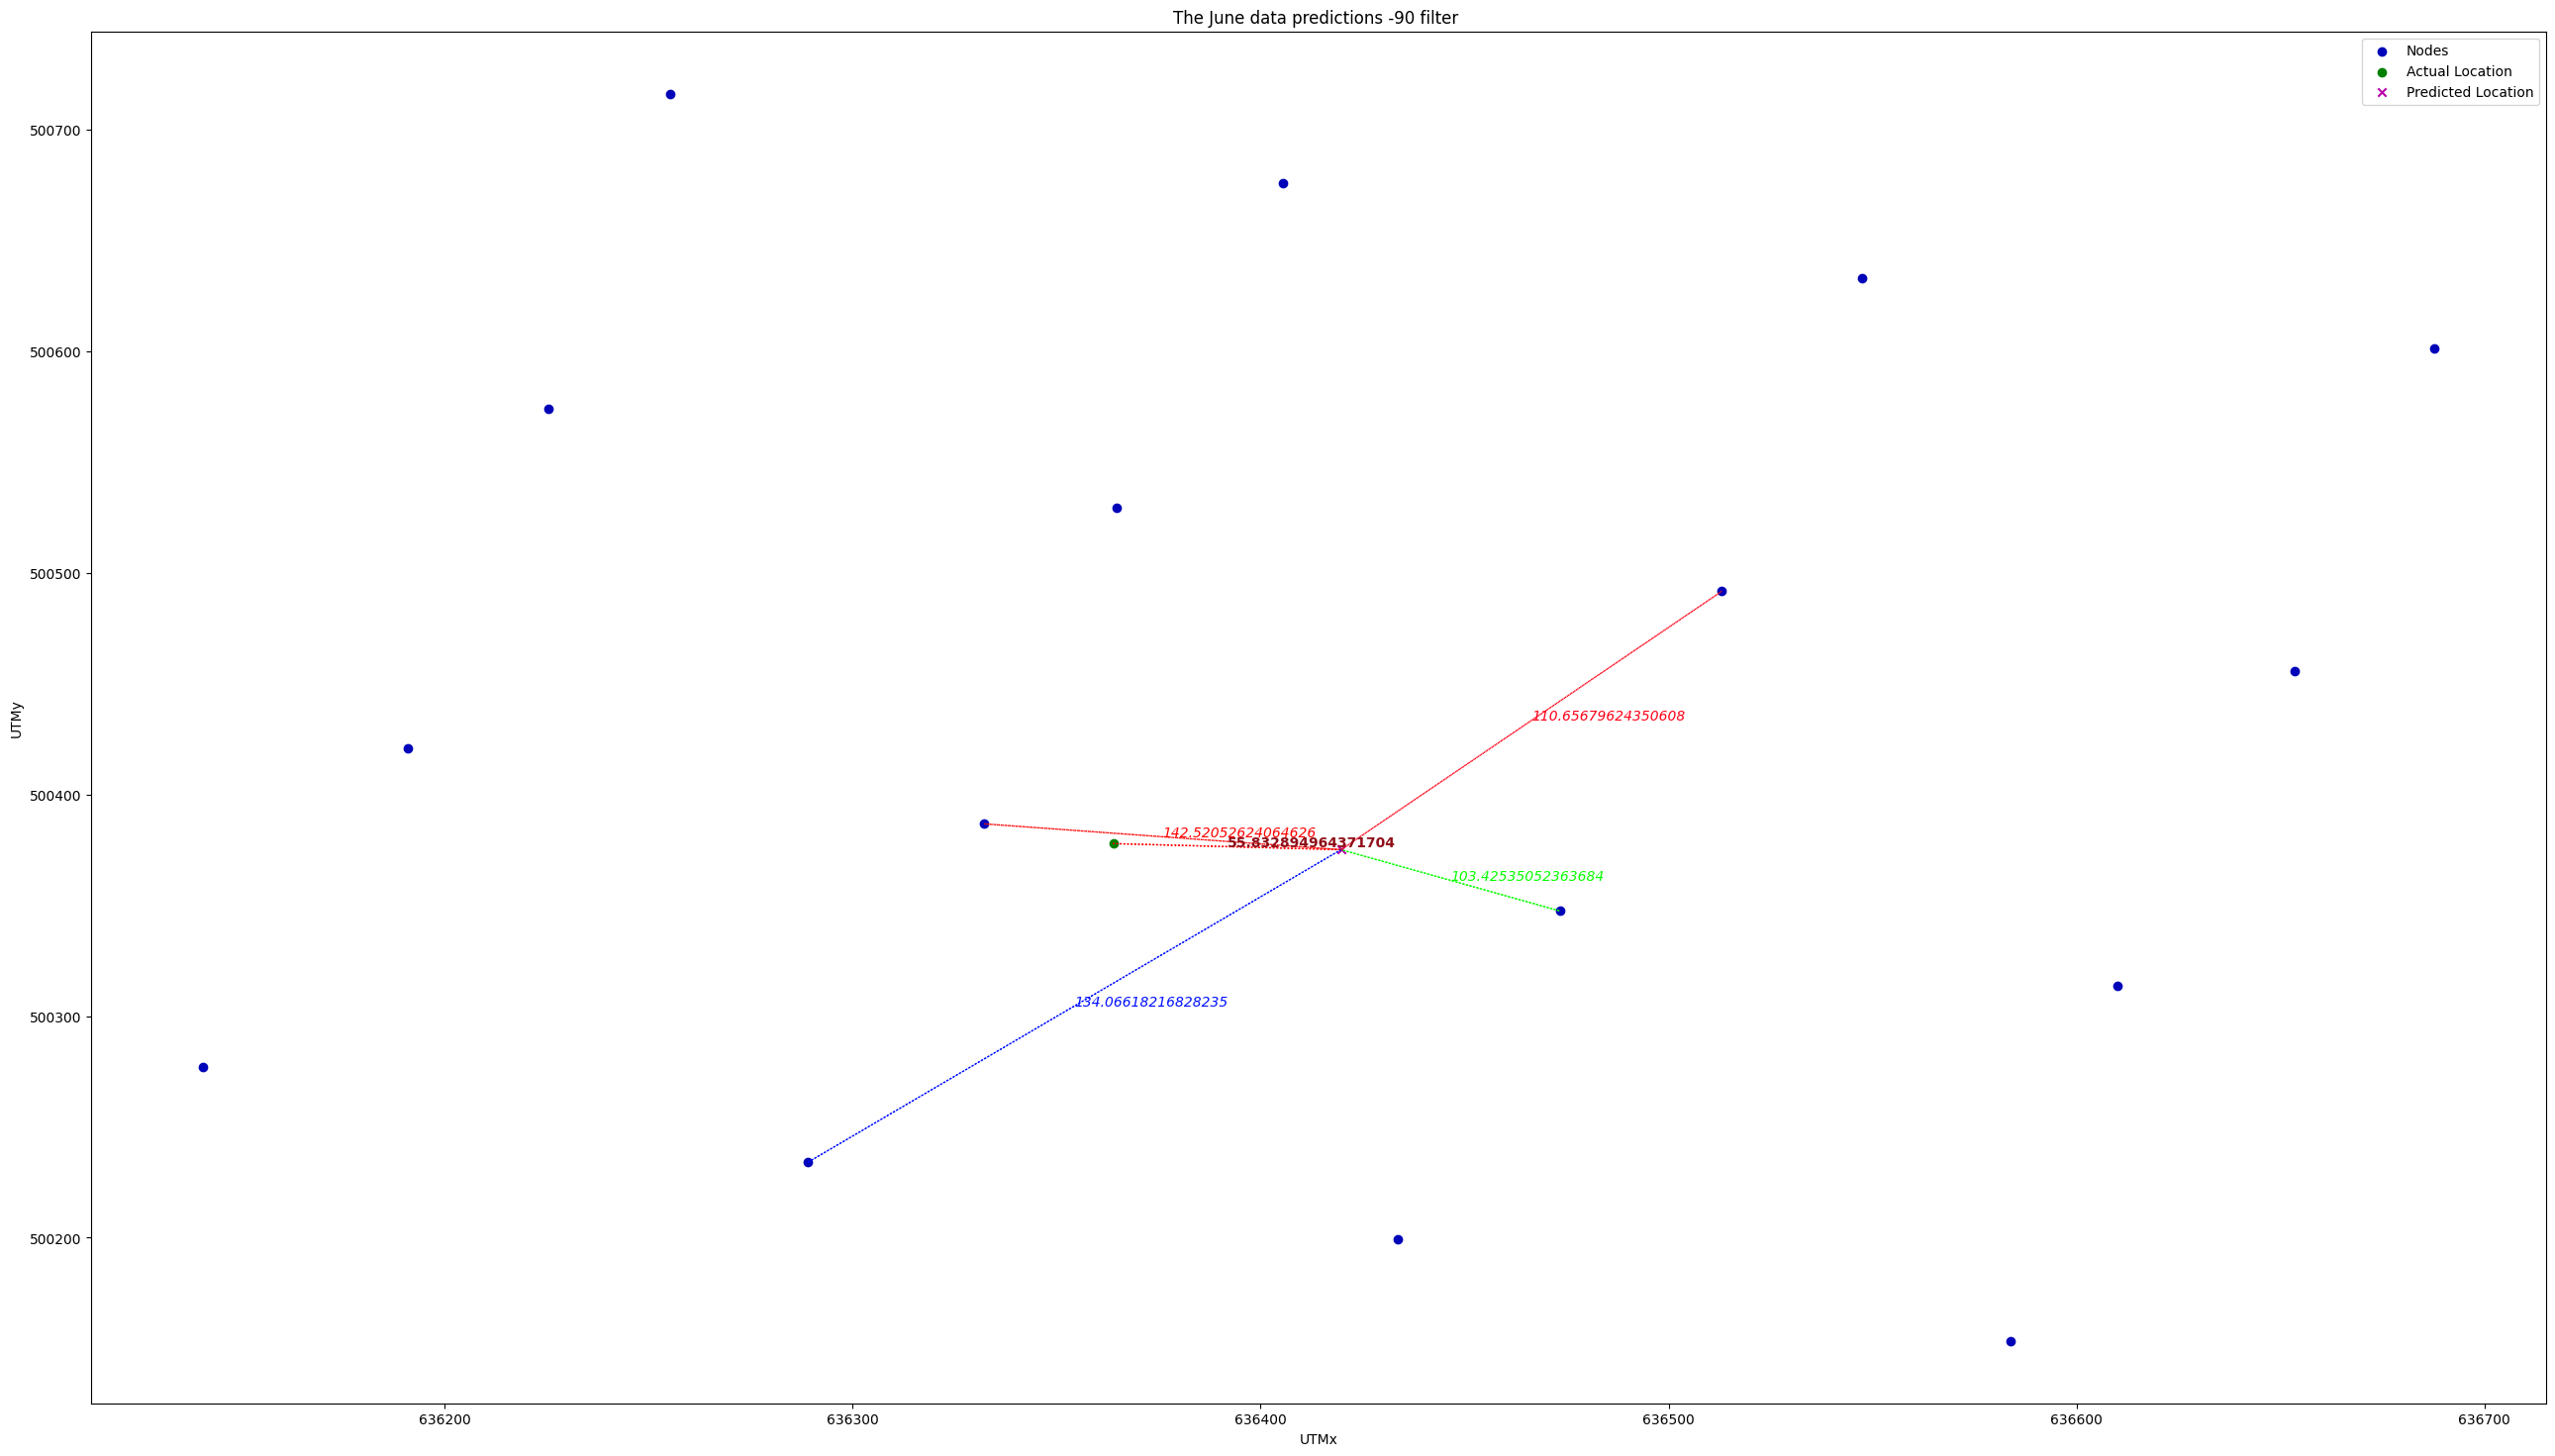 The June data predictions -90 filter
Nodes
Actual Location
Predicted Location
500700
500600
500500
500400
500300
500200
UTMy
110.65679624350608
142.52052624064626
55.832894964371704
103.42535052363684
134.06618216828235
636200
636300
636400
636500
636600
636700
UTMx